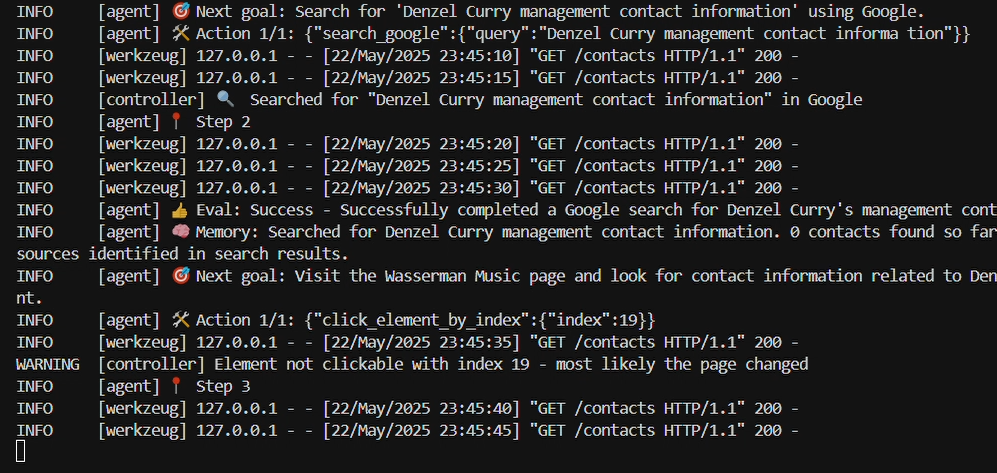 INFO [agent] 🎯 Next goal: Search for 'Denzel Curry management contact information' using Google.
INFO [agent] 🛠️ Action 1/1: {"search_google":{"query":"Denzel Curry management contact informa tion"}}
INFO [werkzeug] 127.0.0.1 - - [22/May/2025 23:45:10] "GET /contacts HTTP/1.1" 200 -
INFO [werkzeug] 127.0.0.1 - - [22/May/2025 23:45:15] "GET /contacts HTTP/1.1" 200 -
INFO [controller] 🔍 Searched for "Denzel Curry management contact information" in Google
INFO [agent] 📍 Step 2
INFO [werkzeug] 127.0.0.1 - - [22/May/2025 23:45:20] "GET /contacts HTTP/1.1" 200 -
INFO [werkzeug] 127.0.0.1 - - [22/May/2025 23:45:25] "GET /contacts HTTP/1.1" 200 -
INFO [werkzeug] 127.0.0.1 - - [22/May/2025 23:45:30] "GET /contacts HTTP/1.1" 200 -
INFO [agent] 👍 Eval: Success - Successfully completed a Google search for Denzel Curry's management cont
INFO [agent] 🧠 Memory: Searched for Denzel Curry management contact information. 0 contacts found so far
sources identified in search results.
INFO [agent] 🎯 Next goal: Visit the Wasserman Music page and look for contact information related to Den
nt.
INFO [agent] 🛠️ Action 1/1: {"click_element_by_index":{"index":19}}
INFO [werkzeug] 127.0.0.1 - - [22/May/2025 23:45:35] "GET /contacts HTTP/1.1" 200 -
WARNING [controller] Element not clickable with index 19 - most likely the page changed
INFO [agent] 📍 Step 3
INFO [werkzeug] 127.0.0.1 - - [22/May/2025 23:45:40] "GET /contacts HTTP/1.1" 200 -
INFO [werkzeug] 127.0.0.1 - - [22/May/2025 23:45:45] "GET /contacts HTTP/1.1" 200 -